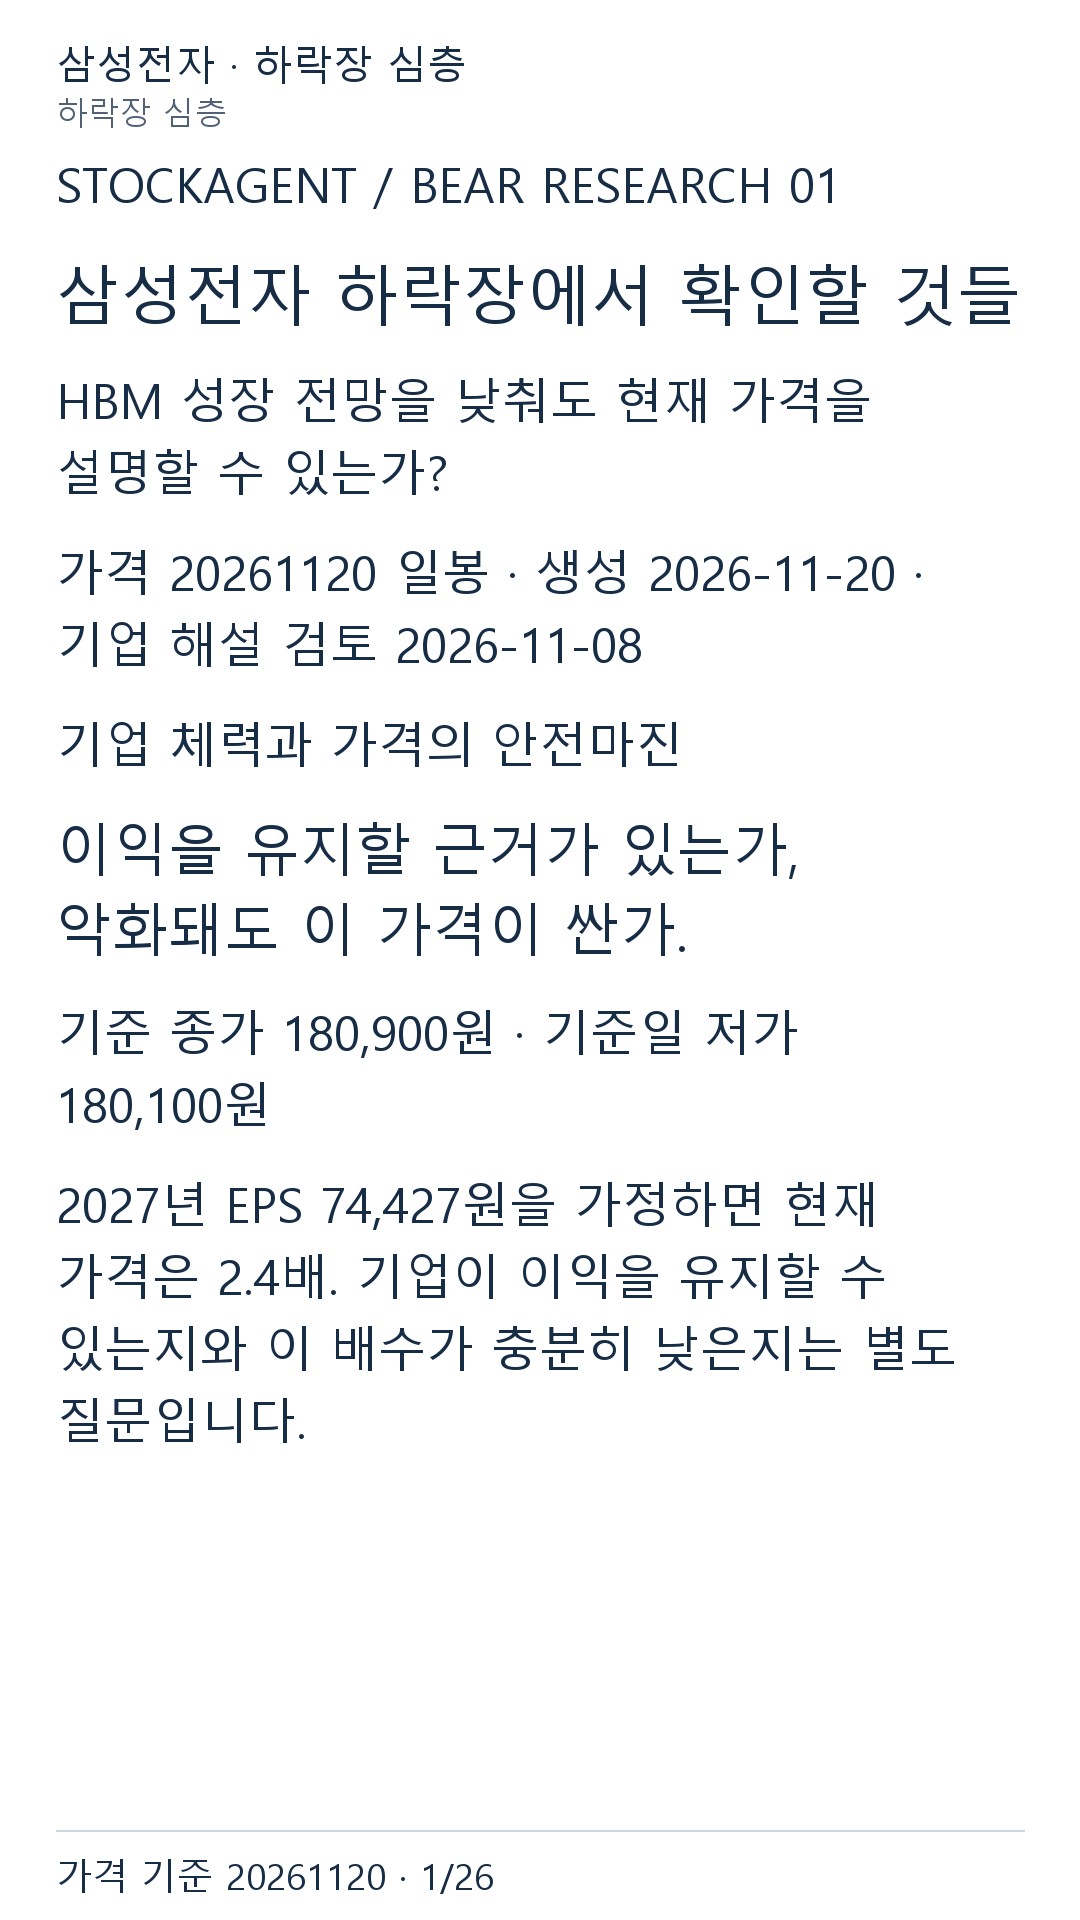 삼성전자 · 하락장 심층
하락장 심층
STOCKAGENT / BEAR RESEARCH 01
삼성전자 하락장에서 확인할 것들
HBM 성장 전망을 낮춰도 현재 가격을
설명할 수 있는가?
가격 20261120 일봉 · 생성 2026-11-20 ·
기업 해설 검토 2026-11-08
기업 체력과 가격의 안전마진
이익을 유지할 근거가 있는가,
악화돼도 이 가격이 싼가.
기준 종가 180,900원 · 기준일 저가
180,100원
2027년 EPS 74,427원을 가정하면 현재
가격은 2.4배. 기업이 이익을 유지할 수
있는지와 이 배수가 충분히 낮은지는 별도
질문입니다.
가격 기준 20261120 · 1/26